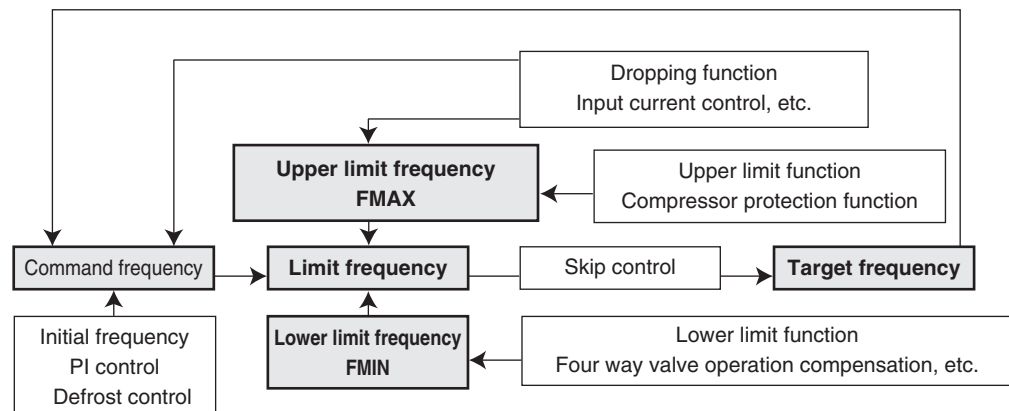 Dropping function
Input current control, etc.
Upper limit frequency
FMAX
Upper limit function
Compressor protection function
Command frequency
Limit frequency
Skip control
Target frequency
Initial frequency
PI control
Defrost control
Lower limit frequency
FMIN
Lower limit function
Four way valve operation compensation, etc.